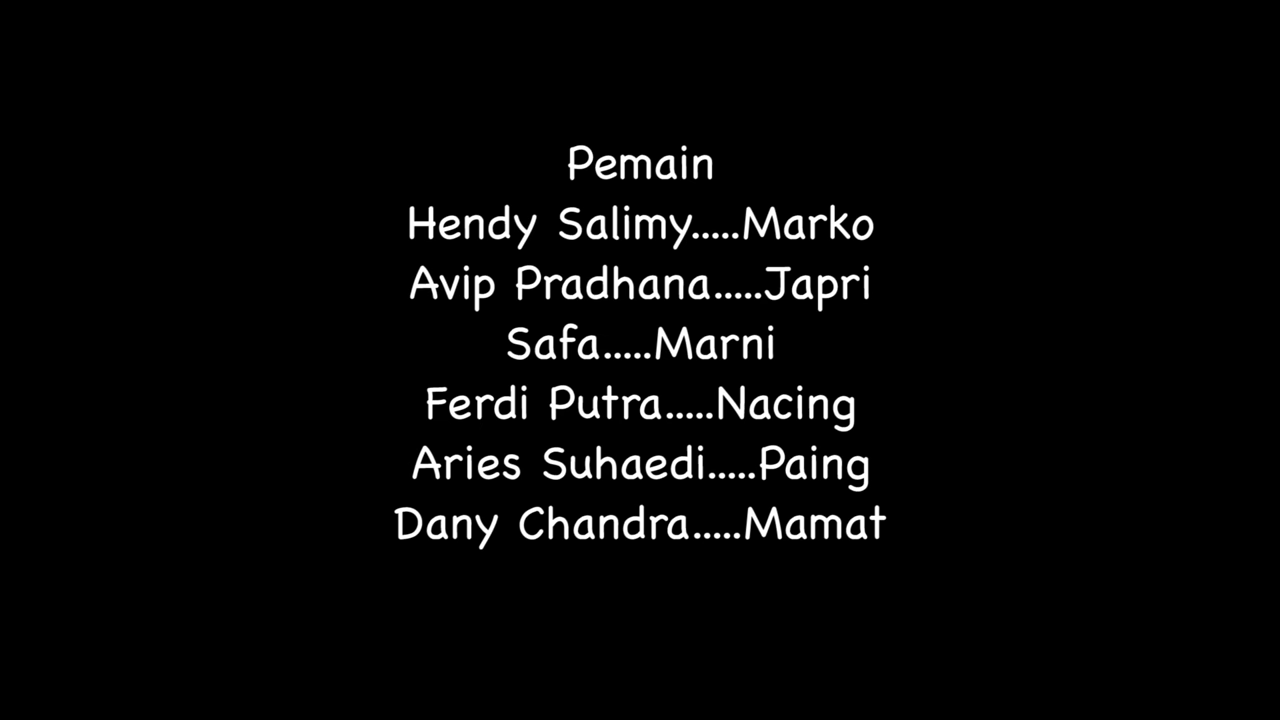 Pemain
Hendy Salimy.....Marko
Avip Pradhana.....Japri
Safa.....Marni
Ferdi Putra.....Nacing
Aries Suhaedi.....Paing
Dany Chandra.....Mamat